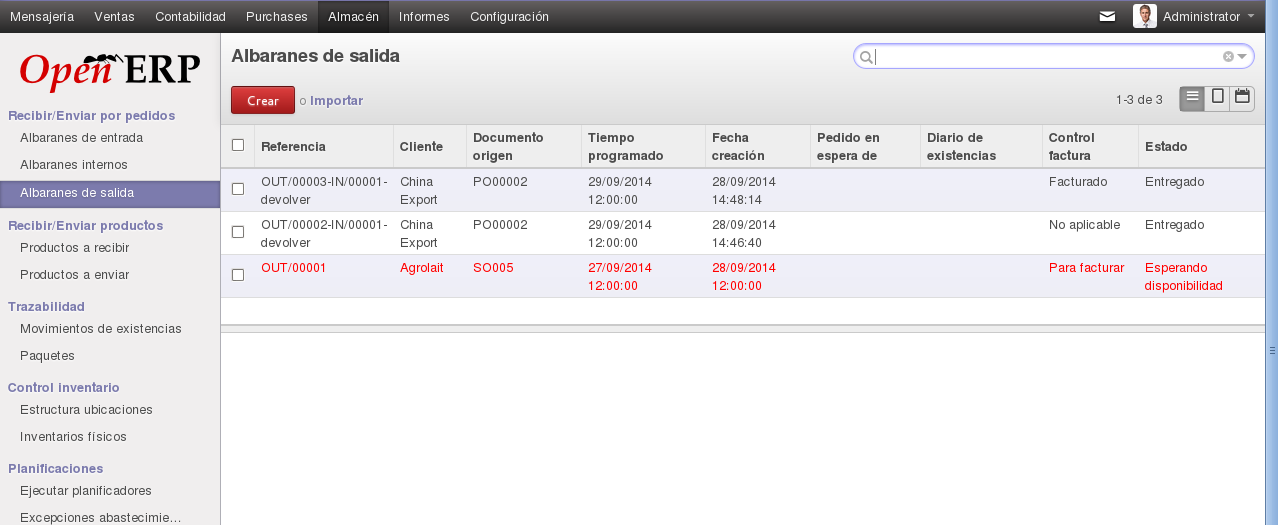 Mensajería Ventas Contabilidad Purchases Almacén Informes Configuración Administrator
Open ERP
Recibir/Enviar por pedidos
Albaranes de entrada
Albaranes internos
Albaranes de salida
Recibir/Enviar productos
Productos a recibir
Productos a enviar
Trazabilidad
Movimientos de existencias
Paquetes
Control inventario
Estructura ubicaciones
Inventarios físicos
Planificaciones
Ejecutar planificadores
Excepciones abastecimie...
Albaranes de salida
Crear o Importar 1-3 de 3
Referencia Cliente Documento origen Tiempo programado Fecha creación Pedido en espera de Diario de existencias Control factura Estado
OUT/00003-IN/00001- China PO00002 29/09/2014 28/09/2014 Facturado Entregado
devolver Export 12:00:00 14:48:14
OUT/00002-IN/00001- China PO00002 29/09/2014 28/09/2014 No aplicable Entregado
devolver Export 12:00:00 14:46:40
OUT/00001 Agrolait SO005 27/09/2014 28/09/2014 Para facturar Esperando
12:00:00 12:00:00 disponibilidad